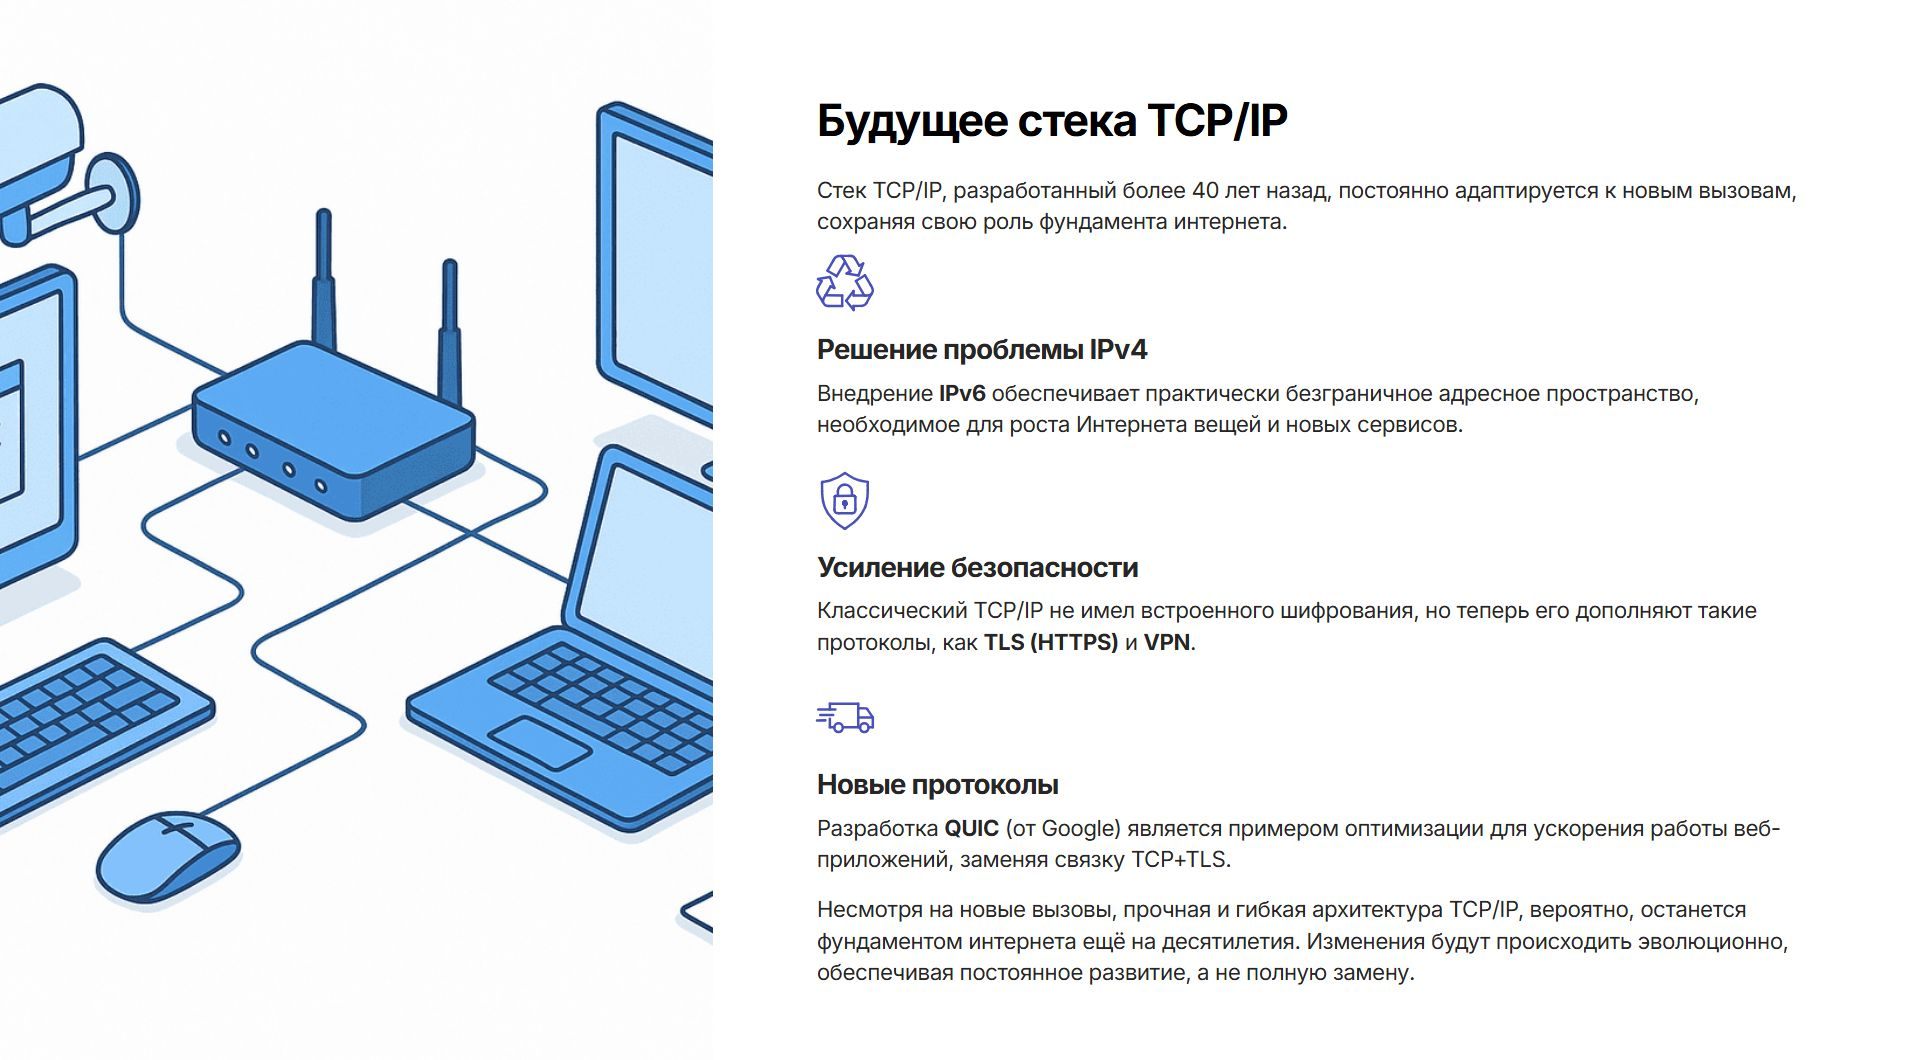 Будущее стека TCP/IP
Стек TCP/IP, разработанный более 40 лет назад, постоянно адаптируется к новым вызовам,
сохраняя свою роль фундамента интернета.
Решение проблемы IPv4
Внедрение IPv6 обеспечивает практически безграничное адресное пространство,
необходимое для роста Интернета вещей и новых сервисов.
Усиление безопасности
Классический TCP/IP не имел встроенного шифрования, но теперь его дополняют такие
протоколы, как TLS (HTTPS) и VPN.
Новые протоколы
Разработка QUIC (от Google) является примером оптимизации для ускорения работы веб-
приложений, заменяя связку TCP+TLS.
Несмотря на новые вызовы, прочная и гибкая архитектура TCP/IP, вероятно, останется
фундаментом интернета ещё на десятилетия. Изменения будут происходить эволюционно,
обеспечивая постоянное развитие, а не полную замену.